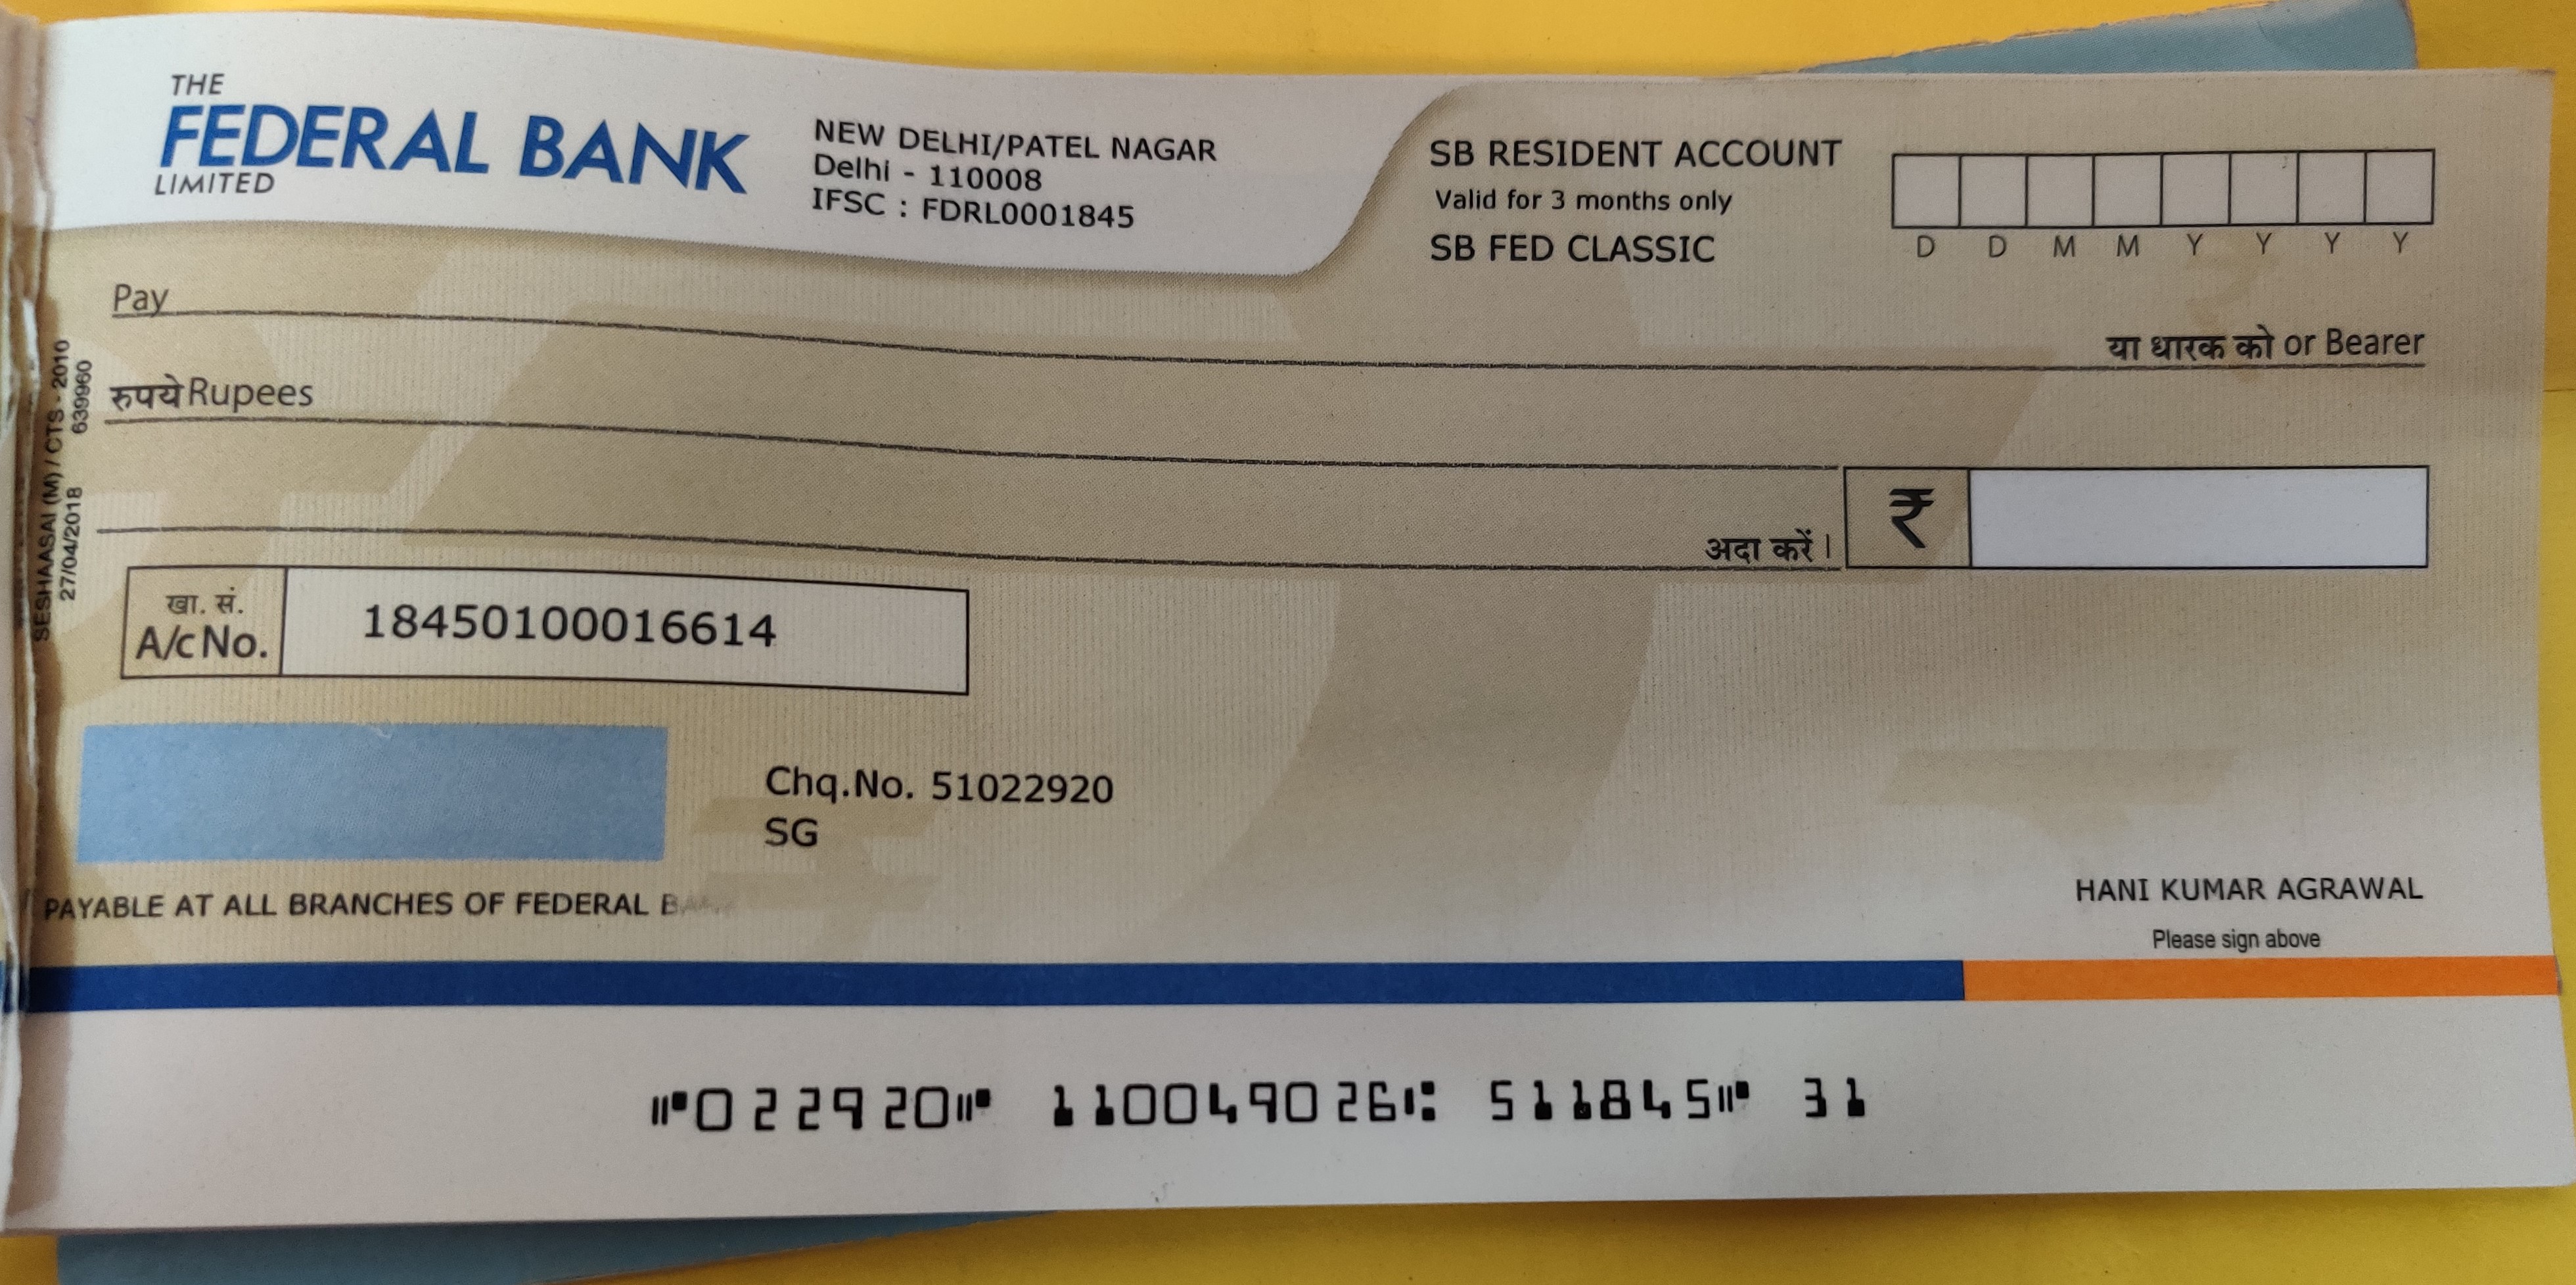 THE
FEDERAL BANK
LIMITED
NEW DELHI/PATEL NAGAR
Delhi - 110008
IFSC : FDRL0001845
SB RESIDENT ACCOUNT
Valid for 3 months only
SB FED CLASSIC
D D M M Y Y Y Y
Pay
या धारक को or Bearer
रुपये Rupees
अदा करें।
₹
SESHAASAI (M) / CTS - 2010
27/04/2018 639960
खा. सं.
A/c No.
18450100016614
Chq.No. 51022920
SG
PAYABLE AT ALL BRANCHES OF FEDERAL BANK
HANI KUMAR AGRAWAL
Please sign above
⑈022920⑈ 110049026⑆ 511845⑈ 31